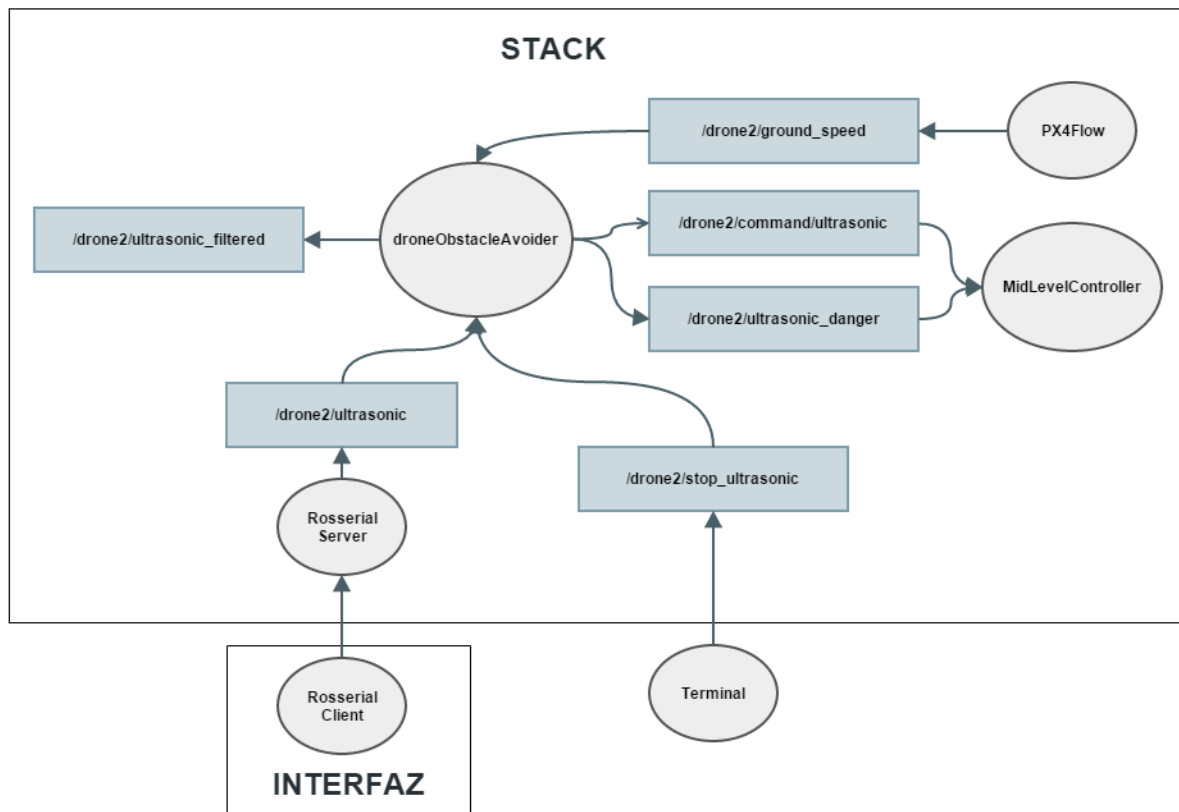 STACK
/drone2/ground_speed
PX4Flow
/drone2/command/ultrasonic
/drone2/ultrasonic_filtered
droneObstacleAvoider
MidLevelController
/drone2/ultrasonic_danger
/drone2/ultrasonic
/drone2/stop_ultrasonic
Rosserial
Server
Rosserial
Client
Terminal
INTERFAZ